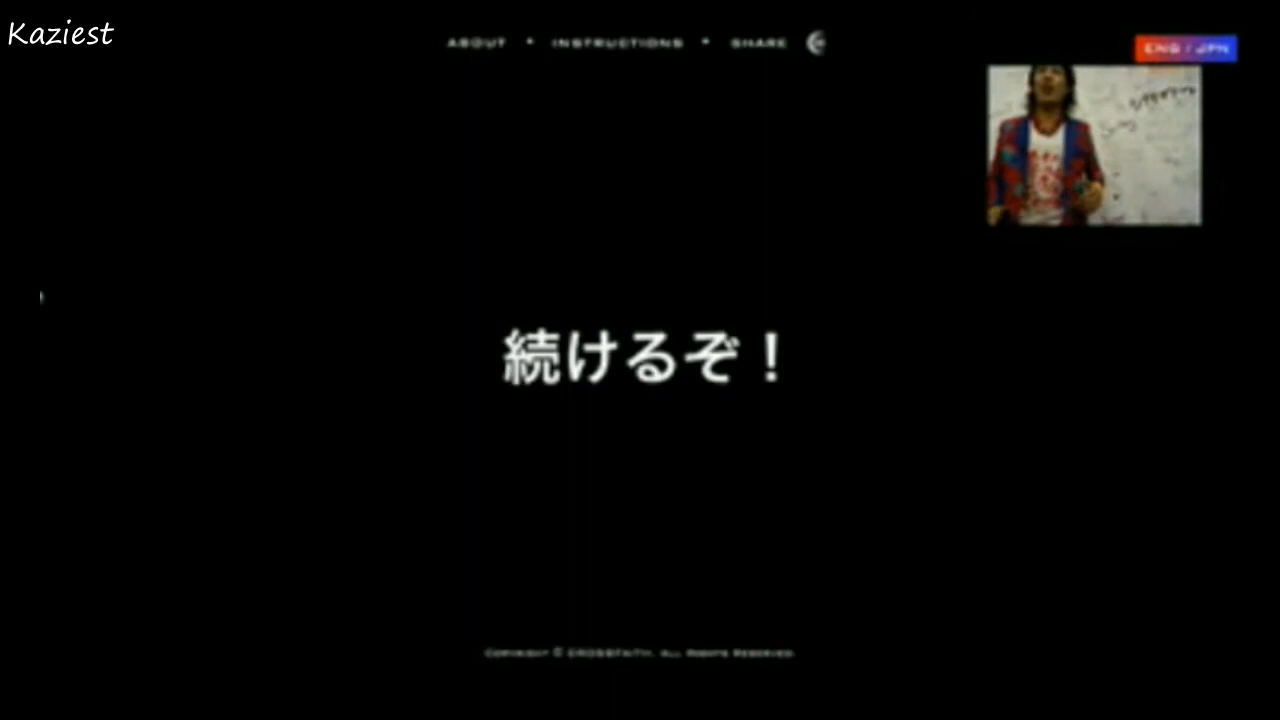 Kaziest
ABOUT • INSTRUCTIONS • SHARE
ENG / JPN
続けるぞ！
COPYRIGHT © CROSSFAITH. ALL RIGHTS RESERVED.